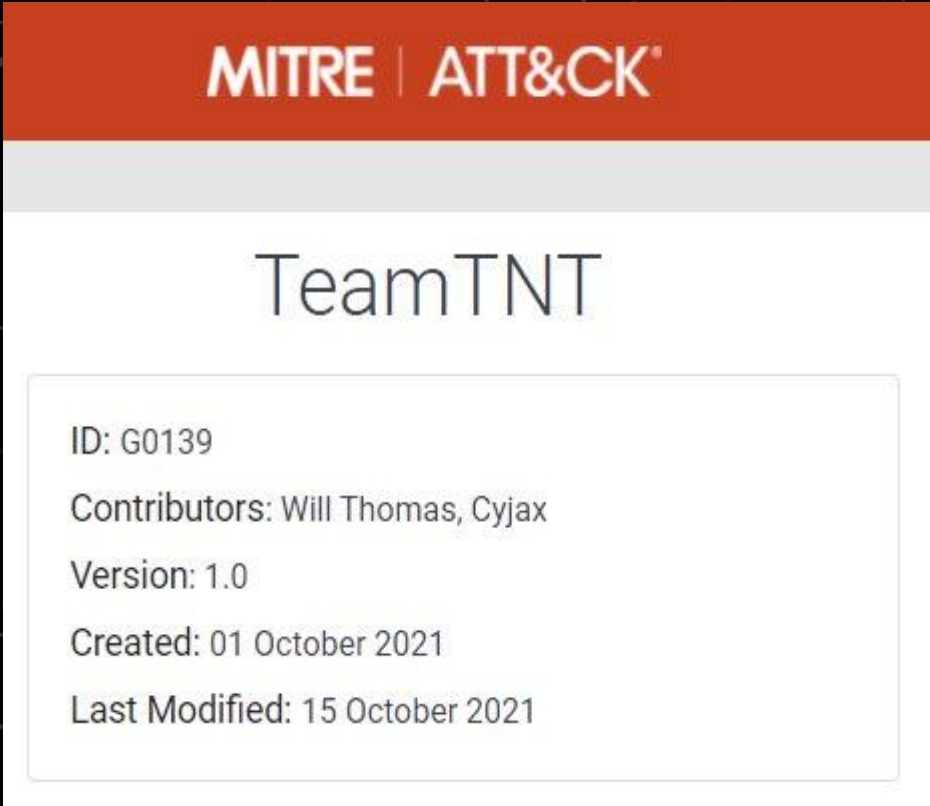 MITRE | ATT&CK®
TeamTNT
ID: G0139
Contributors: Will Thomas, Cyjax
Version: 1.0
Created: 01 October 2021
Last Modified: 15 October 2021